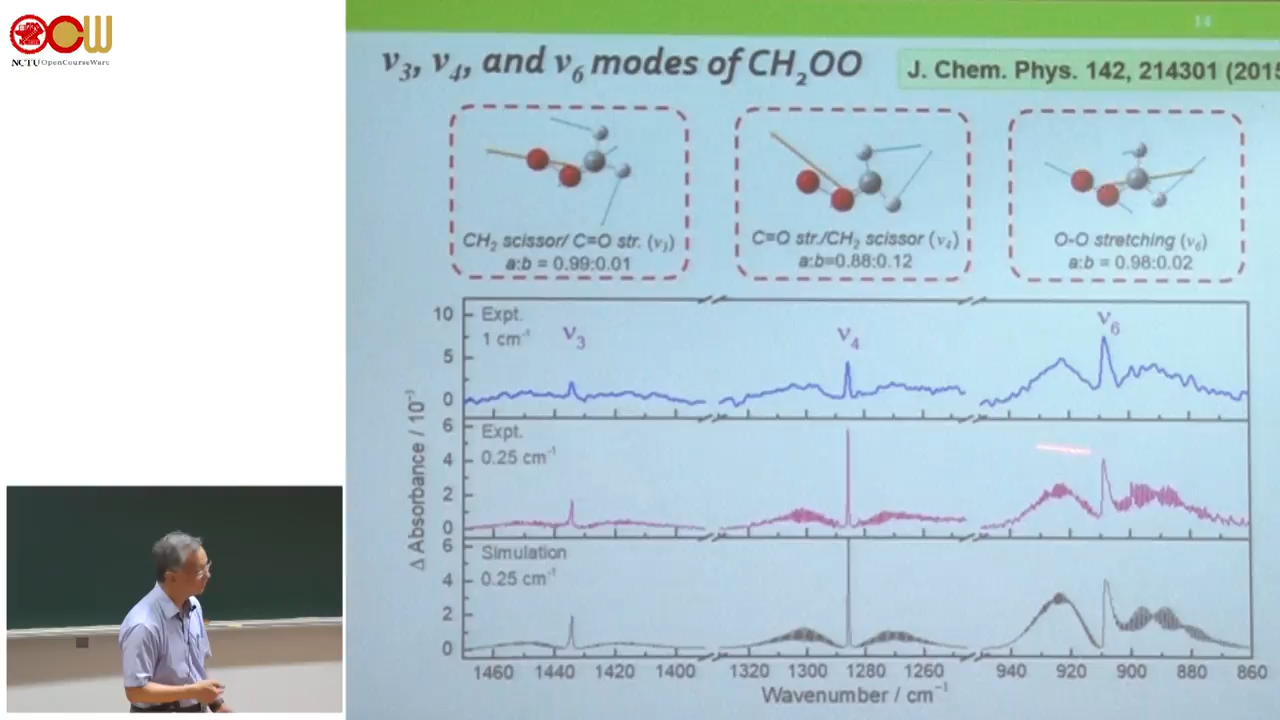 NCTU OpenCourseWare
14
ν3, ν4, and ν6 modes of CH2OO
J. Chem. Phys. 142, 214301 (2015
CH2 scissor/ C=O str. (ν3)
a:b = 0.99:0.01
C=O str./CH2 scissor (ν4)
a:b=0.88:0.12
O-O stretching (ν6)
a:b = 0.98:0.02
Δ Absorbance / 10⁻³
10
5
0
Expt.
1 cm⁻¹
ν3
ν4
ν6
6
4
2
0
Expt.
0.25 cm⁻¹
6
4
2
0
Simulation
0.25 cm⁻¹
1460 1440 1420 1400 1320 1300 1280 1260 940 920 900 880 860
Wavenumber / cm⁻¹